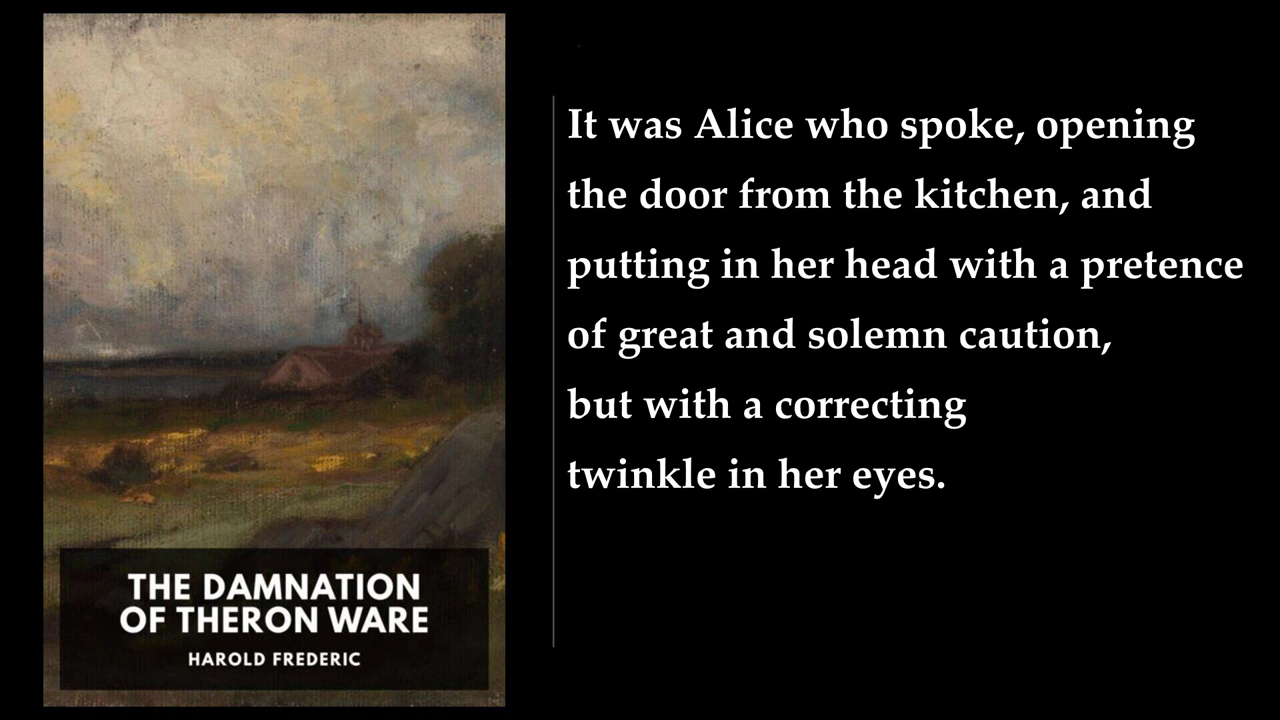 THE DAMNATION
OF THERON WARE
HAROLD FREDERIC
It was Alice who spoke, opening
the door from the kitchen, and
putting in her head with a pretence
of great and solemn caution,
but with a correcting
twinkle in her eyes.